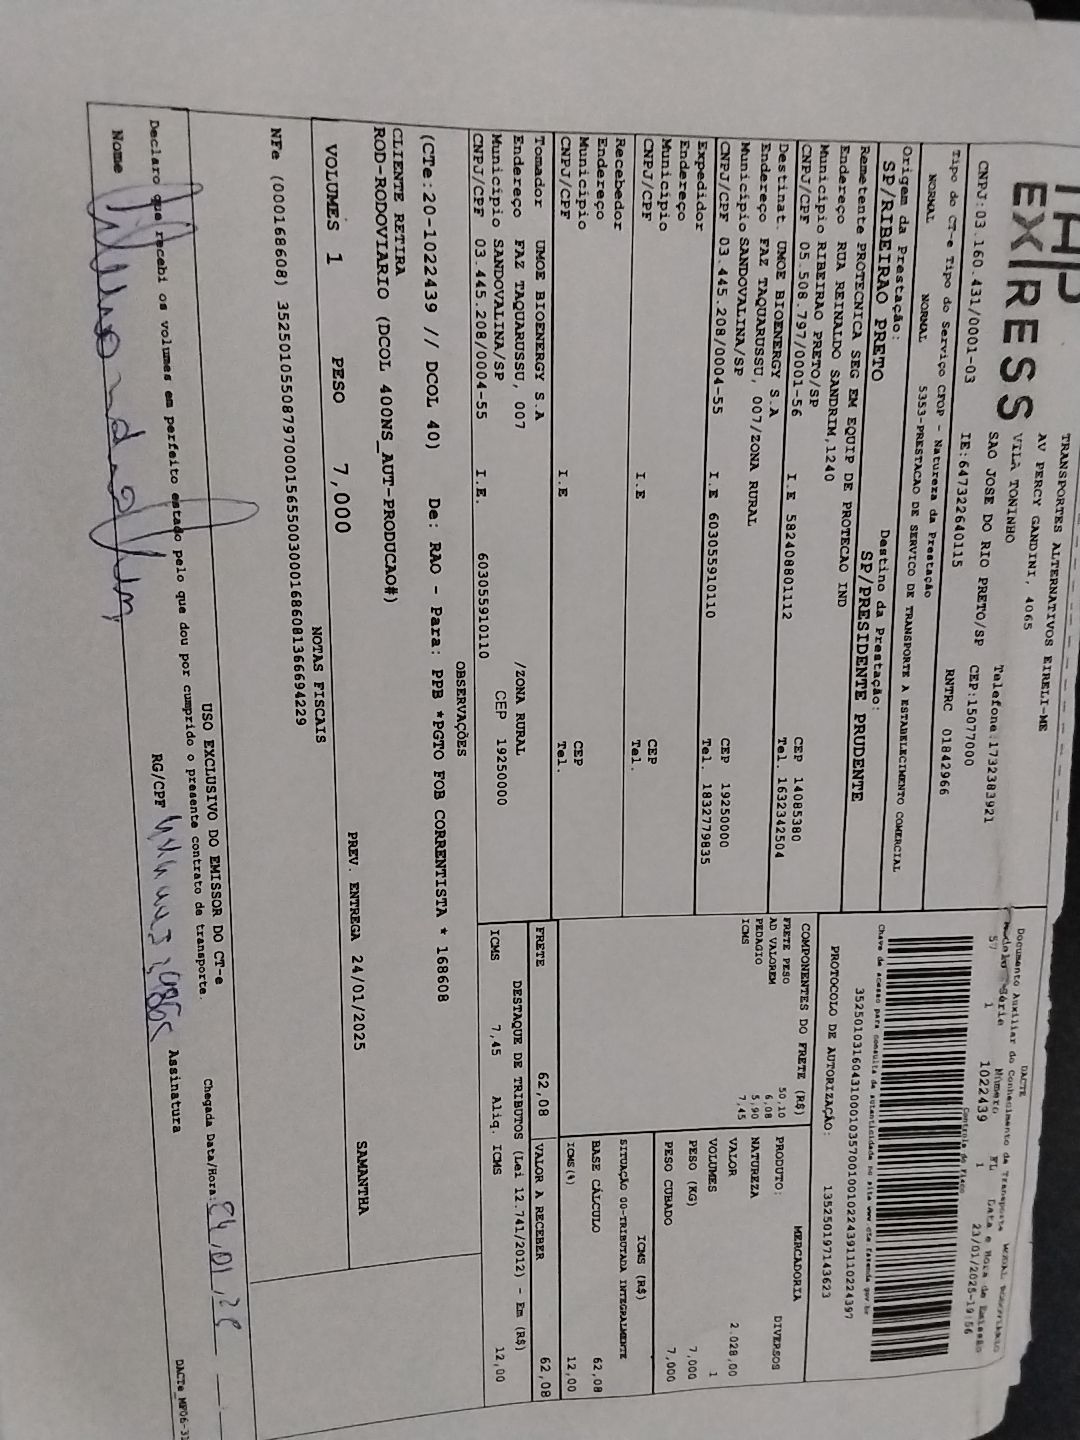 EXPRESS
TRANSPORTES ALTERNATIVOS EIRELI-ME
AV PERCY GANDINI, 4065
VILA TONINHO
SAO JOSE DO RIO PRETO/SP CEP:15077000
Telefone:1732383921
CNPJ:03.160.431/0001-03 IE:647322640115 RNTRC 01842966
Tipo do CT-e Tipo do Serviço CFOP - Natureza da Prestação
NORMAL NORMAL 5353-PRESTACAO DE SERVICO DE TRANSPORTE A ESTABELECIMENTO COMERCIAL
Origem da Prestação: Destino da Prestação:
SP/RIBEIRAO PRETO SP/PRESIDENTE PRUDENTE
DACTE
Documento Auxiliar do Conhecimento de Transporte
Modelo Série Número FL Data e Hora de Emissão
57 1 1022439 1 23/01/2025-19:56
Controle do Fisco
Chave de acesso para consulta de autenticidade no site www.cte.fazenda.gov.br
PROTOCOLO DE AUTORIZAÇÃO: 135250197143623
Remetente PROTECNICA SEG EM EQUIP DE PROTECAO IND
Endereço RUA REINALDO SANDRIM,1240
Município RIBEIRAO PRETO/SP CEP 14085380
CNPJ/CPF 05.508.797/0001-56 I.E 582408801112 Tel. 1632342504
Destinat. UMOE BIOENERGY S.A
Endereço FAZ TAQUARUSSU, 007/ZONA RURAL
Município SANDOVALINA/SP CEP 19250000
CNPJ/CPF 03.445.208/0004-55 I.E 603055910110 Tel. 1832779835
Expedidor
Endereço
Município CEP
CNPJ/CPF I.E Tel.
Recebedor
Endereço
Município CEP
CNPJ/CPF I.E Tel.
Tomador UMOE BIOENERGY S.A
Endereço FAZ TAQUARUSSU, 007 /ZONA RURAL
Município SANDOVALINA/SP CEP 19250000
CNPJ/CPF 03.445.208/0004-55 I.E. 603055910110
COMPONENTES DO FRETE (R$)
FRETE PESO 50,10
AD VALOREM 6,08
PEDAGIO 5,90
ICMS 7,45
MERCADORIA
PRODUTO: DIVERSOS
NATUREZA
VALOR 2.028,00
VOLUMES 1
PESO (KG) 7,000
PESO CUBADO 7,000
ICMS (R$)
SITUAÇÃO 00-TRIBUTADA INTEGRALMENTE
BASE CÁLCULO 62,08
ICMS(%) 12,00
FRETE 62,08 VALOR A RECEBER 62,08
DESTAQUE DE TRIBUTOS (Lei 12.741/2012) - Em (R$)
ICMS 7,45 Aliq. ICMS 12,00
OBSERVAÇÕES
(CTe:20-1022439 // DCOL 40) De: RAO - Para: PPB *PGTO FOB CORRENTISTA * 168608
CLIENTE RETIRA
ROD-RODOVIARIO (DCOL 400NS_AUT-PRODUCAO#)
VOLUMES 1 PESO 7,000 PREV. ENTREGA 24/01/2025 SAMANTHA
NOTAS FISCAIS
NFe (000168608) 35250105508797000156550030001686081366694229
USO EXCLUSIVO DO EMISSOR DO CT-e
Declaro que recebi os volumes em perfeito estado pelo que dou por cumprido o presente contrato de transporte.
Chegada Data/Hora: 24,01,25
Nome RG/CPF Assinatura